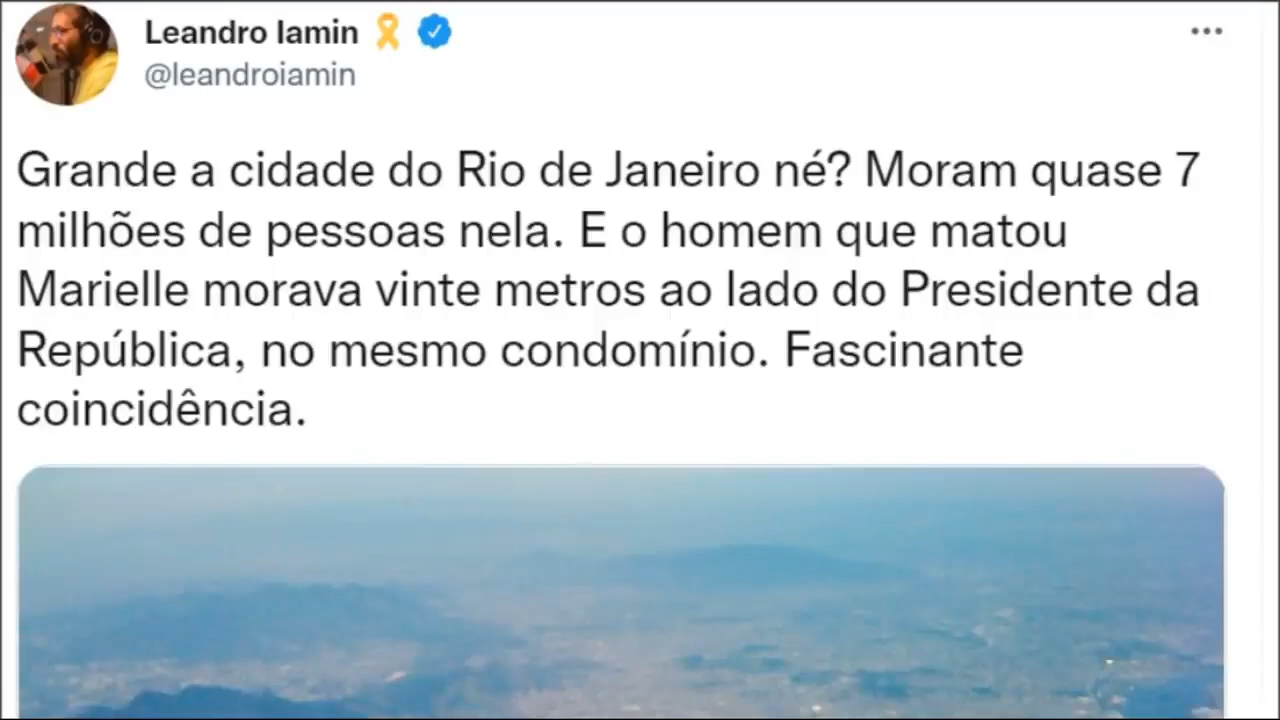 Leandro Iamin
@leandroiamin
Grande a cidade do Rio de Janeiro né? Moram quase 7
milhões de pessoas nela. E o homem que matou
Marielle morava vinte metros ao lado do Presidente da
República, no mesmo condomínio. Fascinante
coincidência.